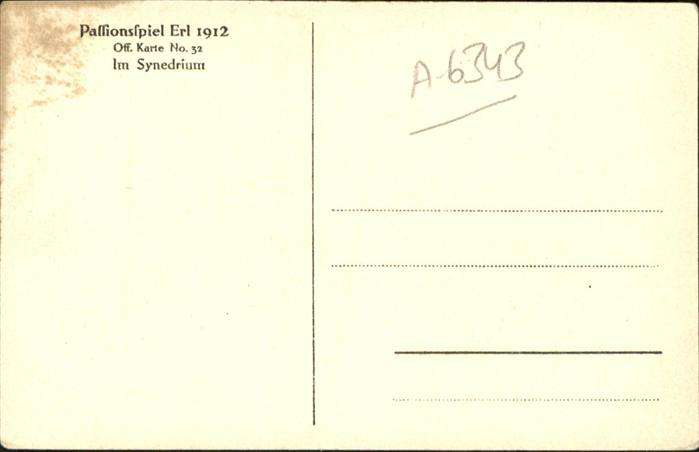 Paſſionsſpiel Erl 1912
Off. Karte No. 32
Im Synedrium
A-6343